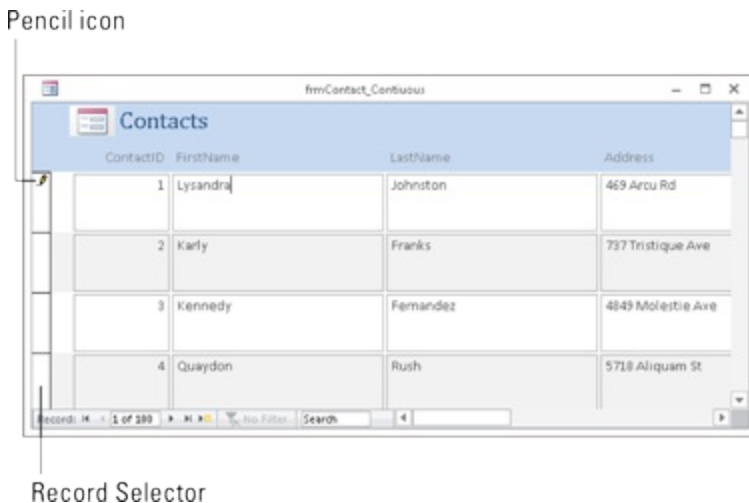 Pencil icon
frmContact_Contiuous
Contacts
ContactID FirstName LastName Address
1 Lysandra Johnston 469 Arcu Rd
2 Karly Franks 737 Tristique Ave
3 Kennedy Fernandez 4849 Molestie Ave
4 Quaydon Rush 5718 Aliquam St
Record: 1 of 100 No Filter Search
Record Selector